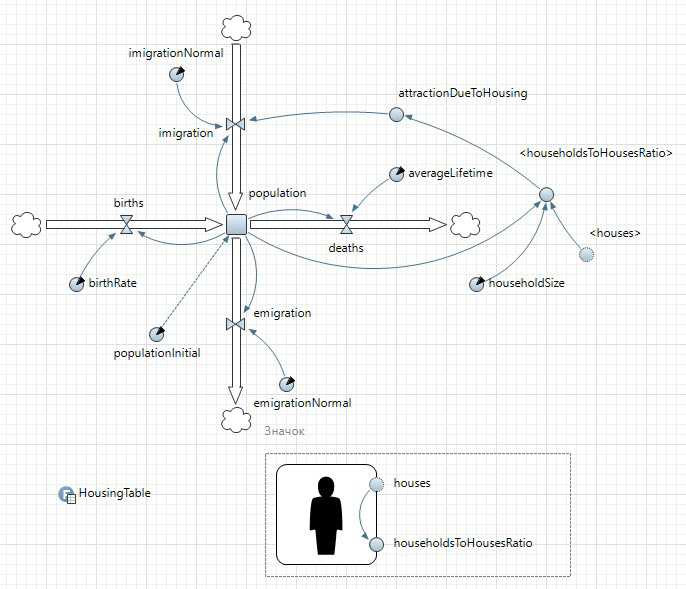 imigrationNormal
attractionDueToHousing
imigration
<householdsToHousesRatio>
averageLifetime
population
births
<houses>
deaths
birthRate
householdSize
emigration
populationInitial
emigrationNormal
Значок
houses
HousingTable
householdsToHousesRatio